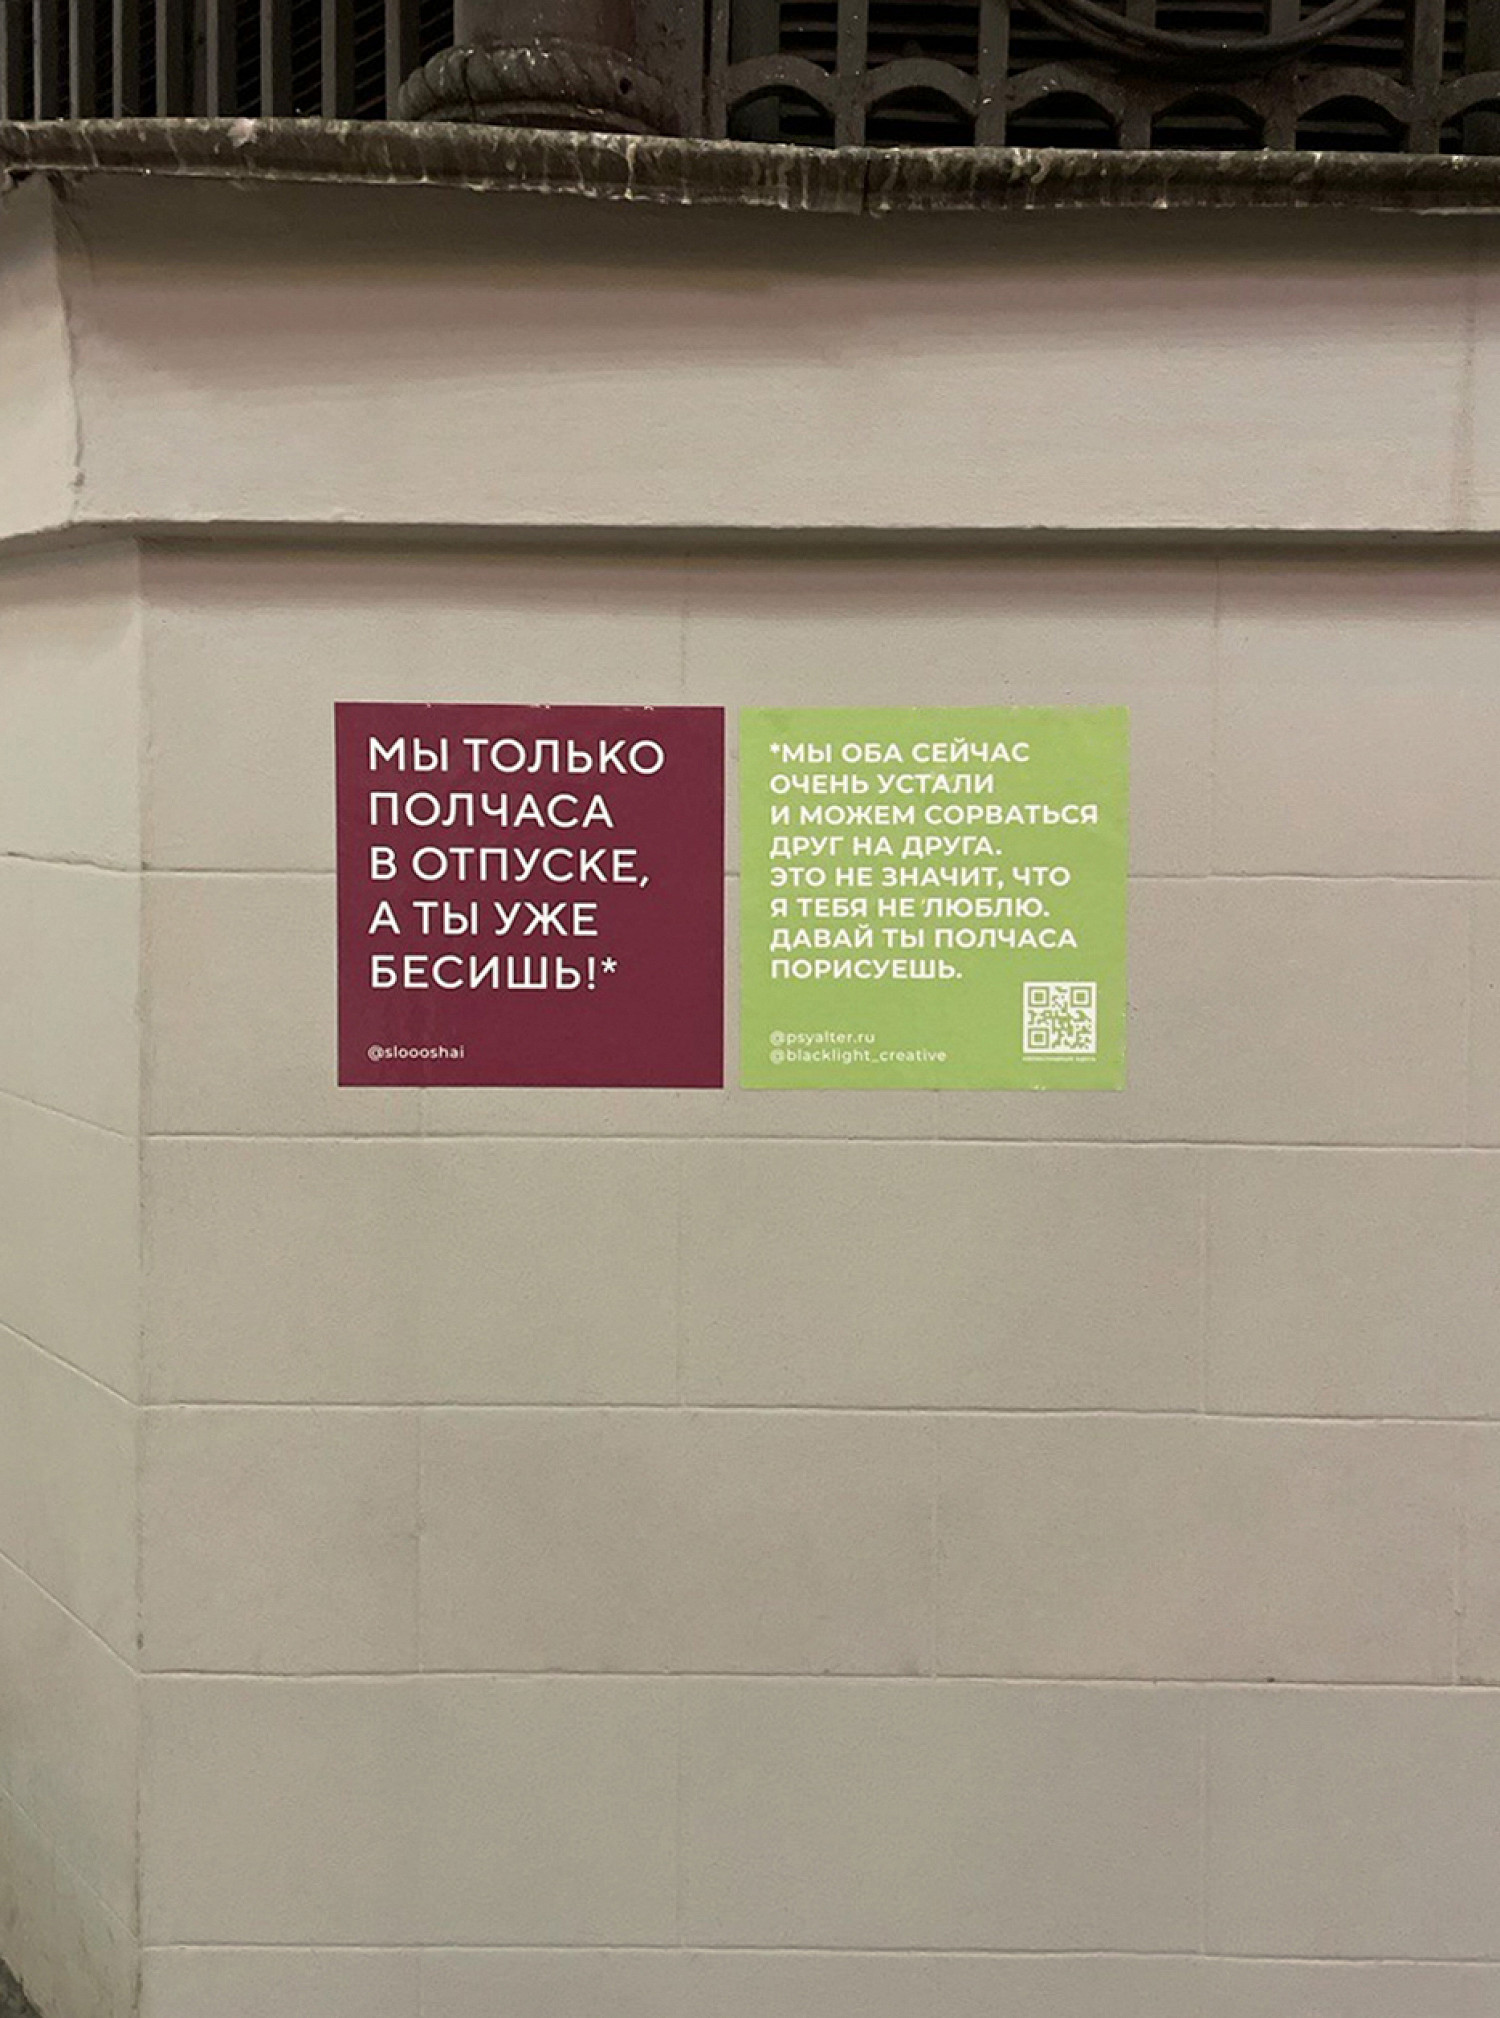 МЫ ТОЛЬКО
ПОЛЧАСА
В ОТПУСКЕ,
А ТЫ УЖЕ
БЕСИШЬ!*
@sloooshai
*МЫ ОБА СЕЙЧАС
ОЧЕНЬ УСТАЛИ
И МОЖЕМ СОРВАТЬСЯ
ДРУГ НА ДРУГА.
ЭТО НЕ ЗНАЧИТ, ЧТО
Я ТЕБЯ НЕ ЛЮБЛЮ.
ДАВАЙ ТЫ ПОЛЧАСА
ПОРИСУЕШЬ.
@psyalter.ru
@blacklight_creative